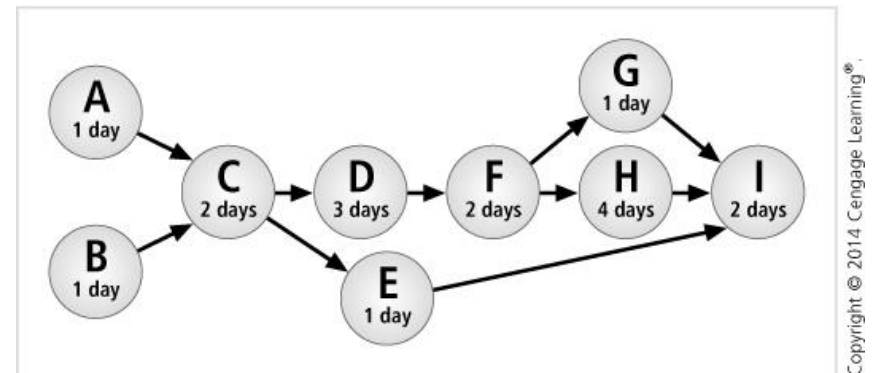 A
1 day
B
1 day
C
2 days
D
3 days
E
1 day
F
2 days
G
1 day
H
4 days
I
2 days
Copyright © 2014 Cengage Learning®.